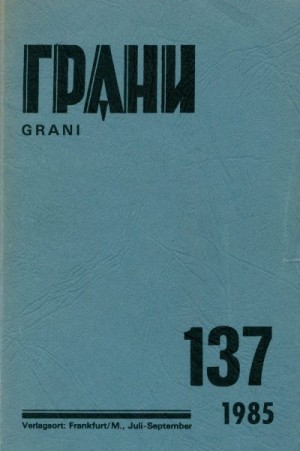 ГРАНИ
GRANI
137
1985
Verlagsort: Frankfurt/M., Juli-September